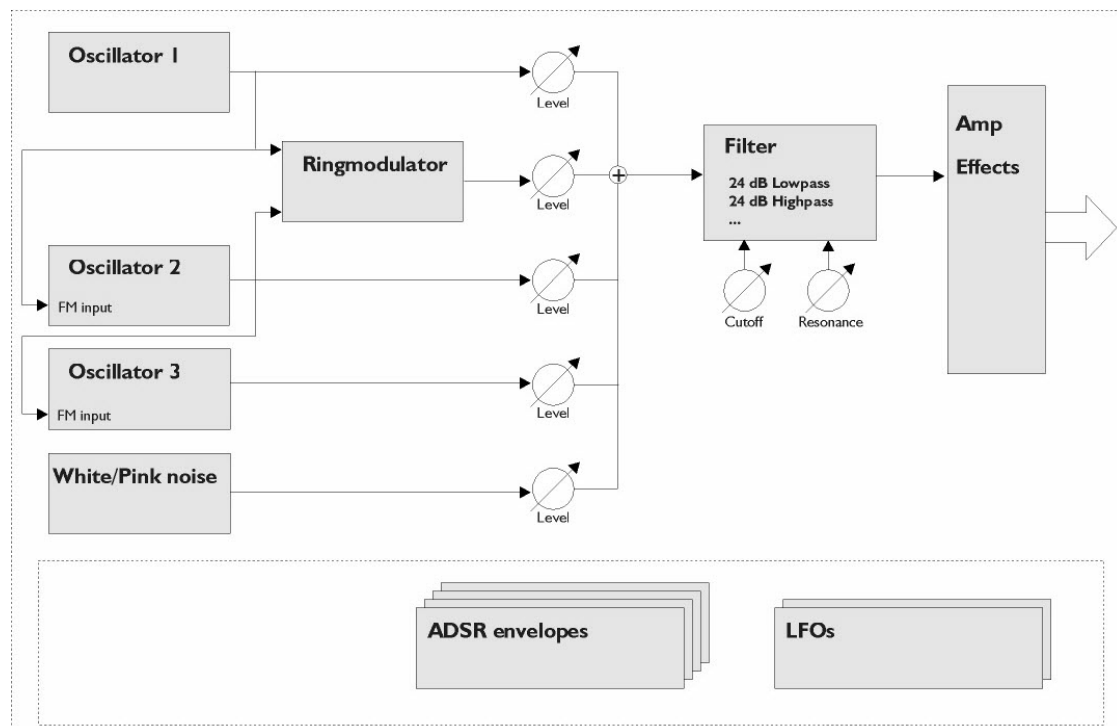 Oscillator 1
Level
Ringmodulator
Level
Filter
24 dB Lowpass
24 dB Highpass
...
Amp
Effects
Oscillator 2
FM input
Level
Cutoff
Resonance
Oscillator 3
FM input
Level
White/Pink noise
Level
ADSR envelopes
LFOs